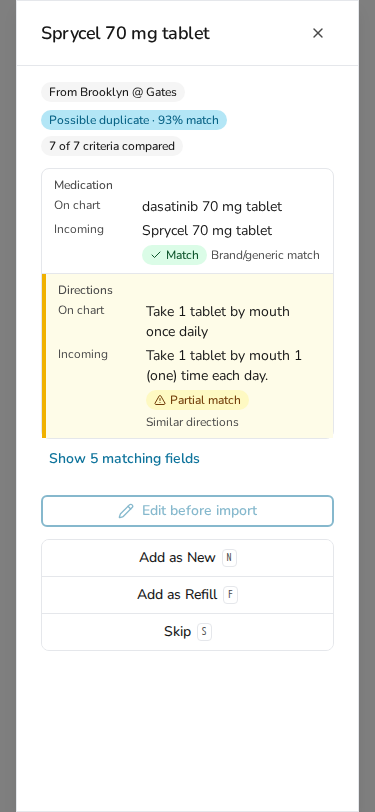 Sprycel 70 mg tablet
From Brooklyn @ Gates
Possible duplicate · 93% match
7 of 7 criteria compared
Medication
On chart dasatinib 70 mg tablet
Incoming Sprycel 70 mg tablet
Match Brand/generic match
Directions
On chart Take 1 tablet by mouth
once daily
Incoming Take 1 tablet by mouth 1
(one) time each day.
Partial match
Similar directions
Show 5 matching fields
Edit before import
Add as New N
Add as Refill F
Skip S